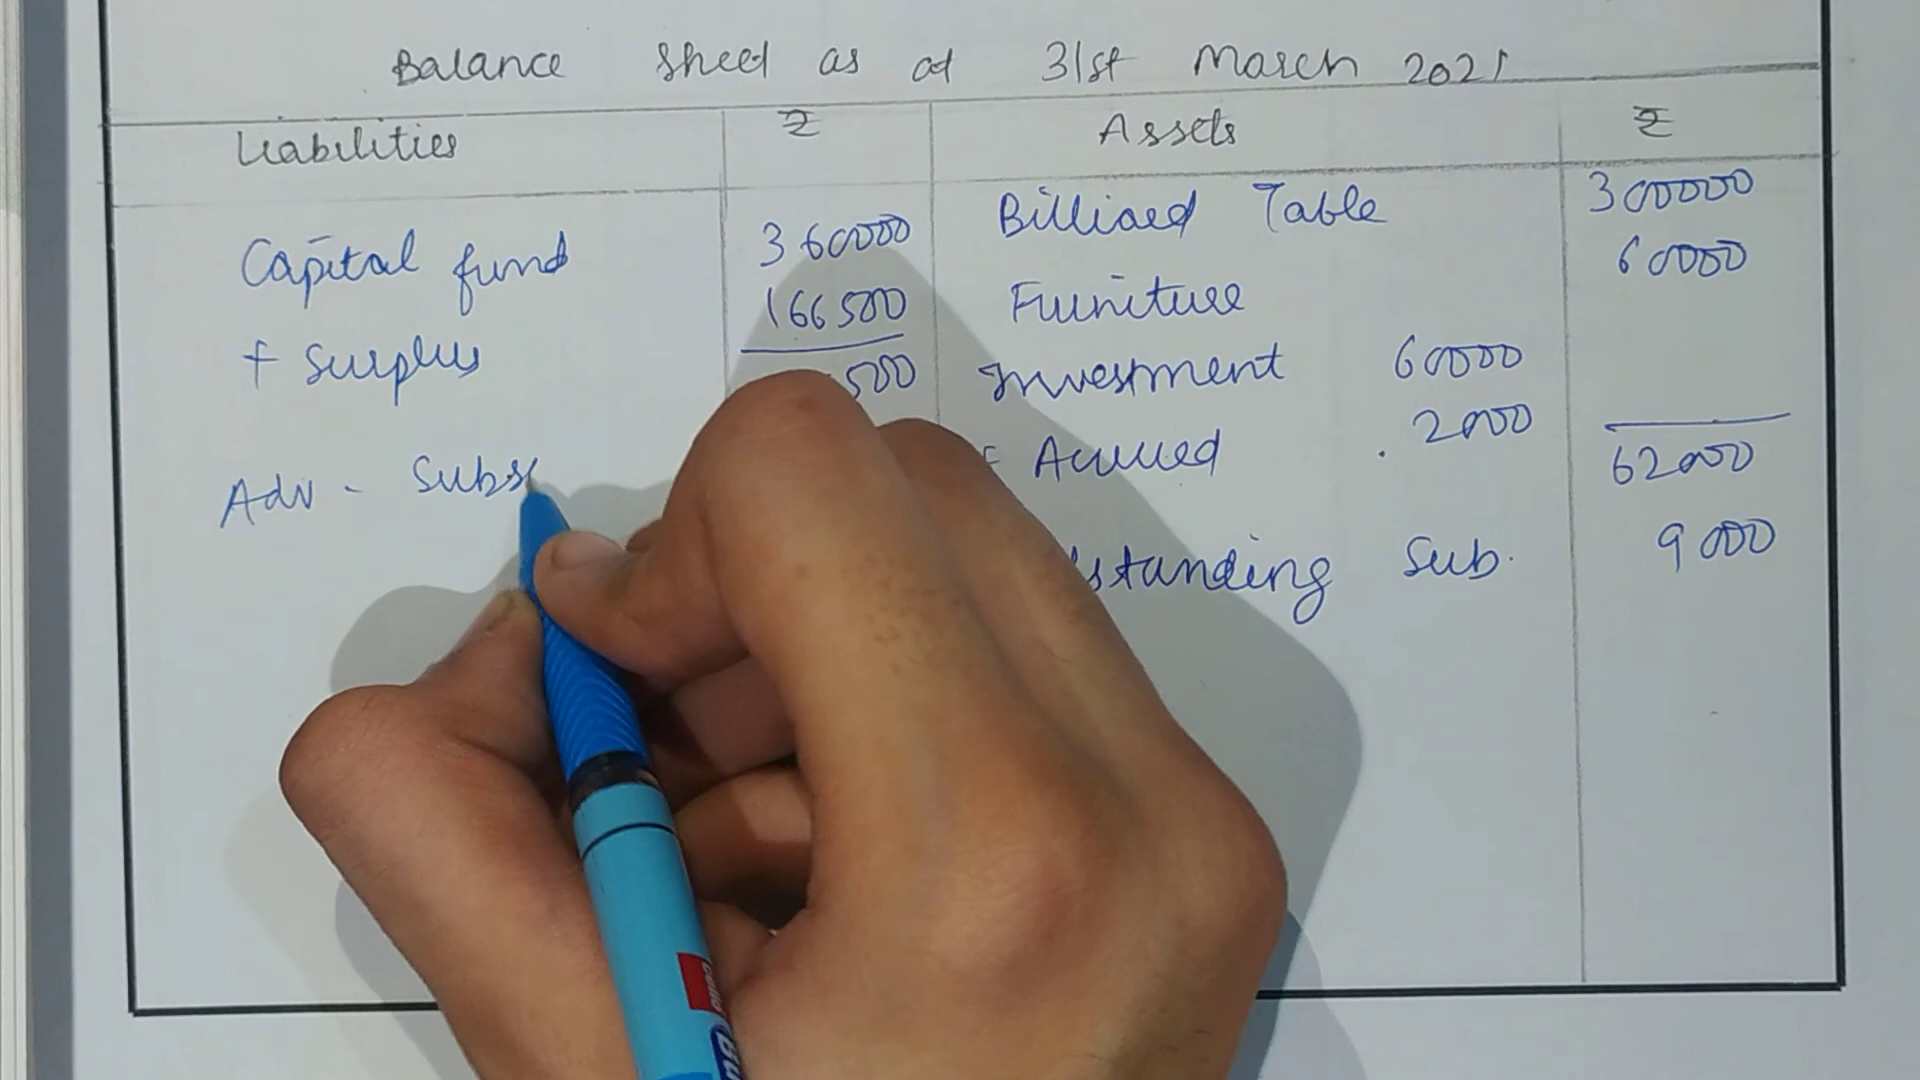 Balance Sheet as at 31st March 2021
Liabilities ₹ Assets ₹
Capital fund 360000 Billiard Table 300000
+ Surplus 166500 Furniture 60000
500 Investment 60000
+ Accrued 2000 62000
Adv - Subs
standing Sub. 9000